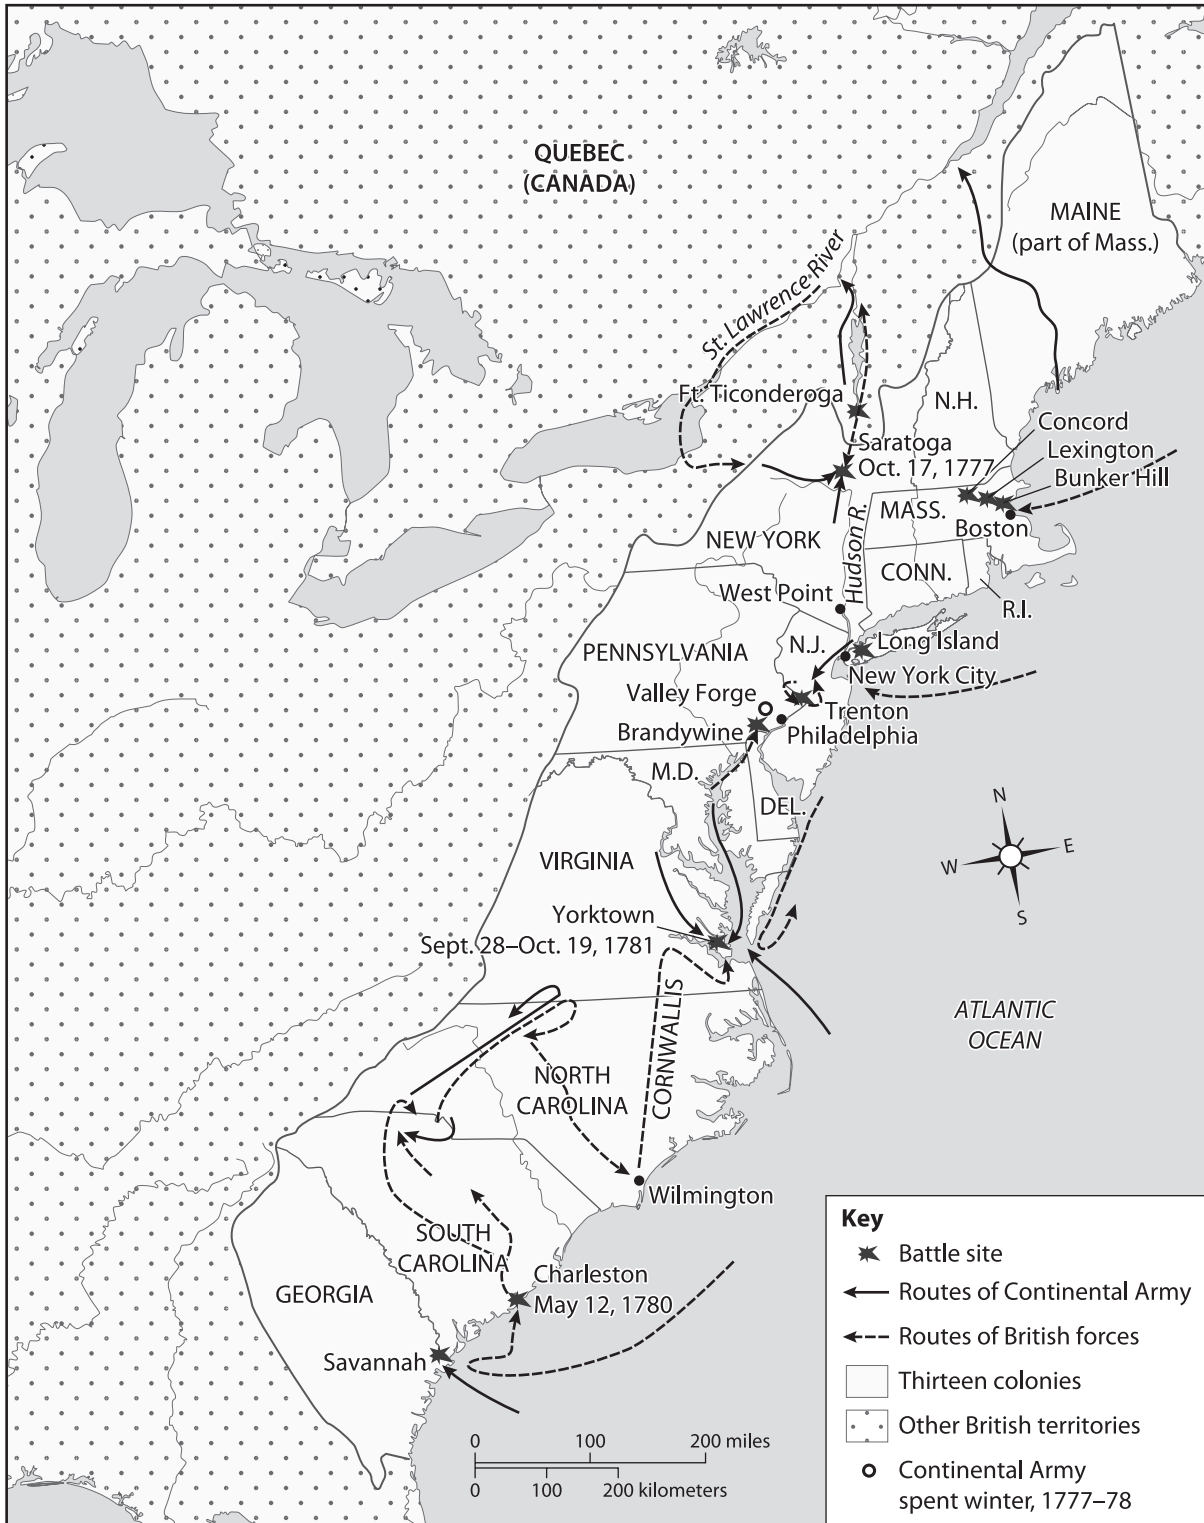 QUEBEC
(CANADA)
MAINE
(part of Mass.)
St. Lawrence River
Ft. Ticonderoga
N.H.
Concord
Lexington
Bunker Hill
Saratoga
Oct. 17, 1777
MASS.
Boston
NEW YORK
Hudson R.
CONN.
R.I.
West Point
N.J.
Long Island
PENNSYLVANIA
New York City
Valley Forge
Trenton
Brandywine
Philadelphia
M.D.
DEL.
N
W
E
S
VIRGINIA
Yorktown
Sept. 28–Oct. 19, 1781
CORNWALLIS
ATLANTIC
OCEAN
NORTH
CAROLINA
Wilmington
SOUTH
CAROLINA
GEORGIA
Charleston
May 12, 1780
Savannah
0 100 200 miles
0 100 200 kilometers
Key
Battle site
Routes of Continental Army
Routes of British forces
Thirteen colonies
Other British territories
Continental Army
spent winter, 1777–78